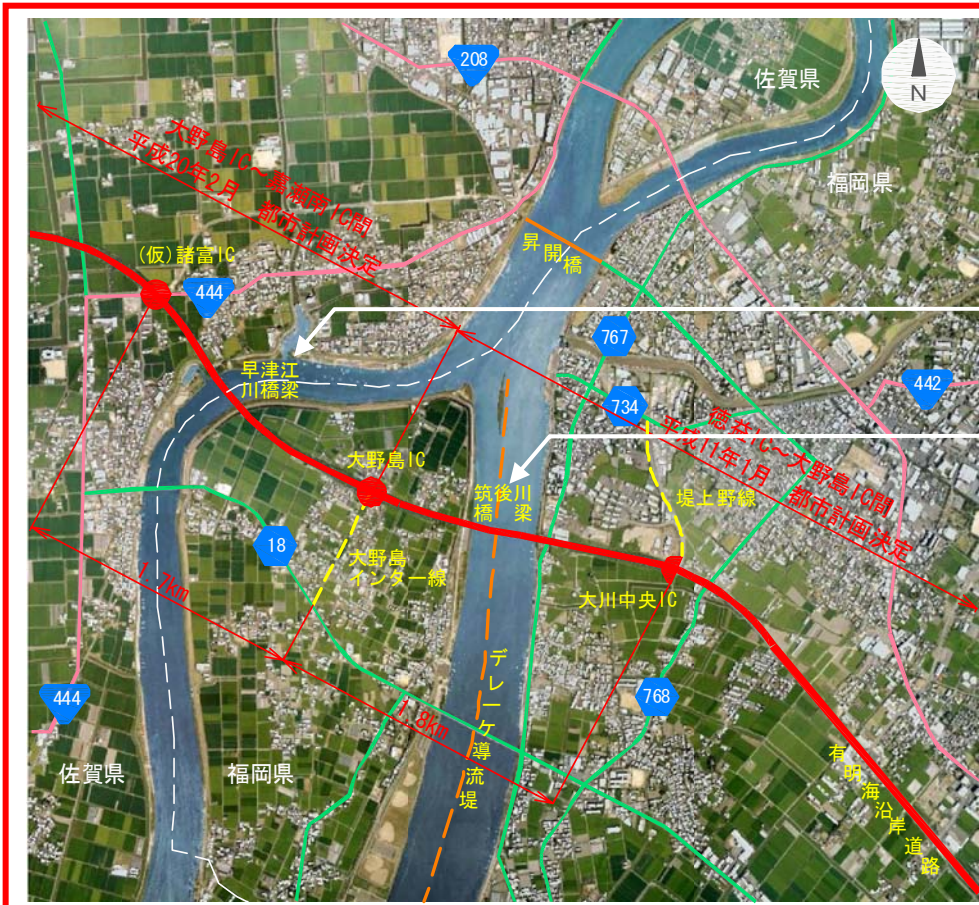 208
佐賀県
N
福岡県
大野島IC～嘉瀬南IC間
平成20年2月 都市計画決定
(仮)諸富IC
444
昇開橋
767
早津江
川橋梁
442
734
徳益IC～大野島IC間
平成11年1月 都市計画決定
大野島IC
筑後川
橋梁
堤上野線
18
大野島
インター線
1.7km
大川中央IC
デレーケ導流堤
444
1.8km
768
佐賀県
福岡県
有明海沿岸道路